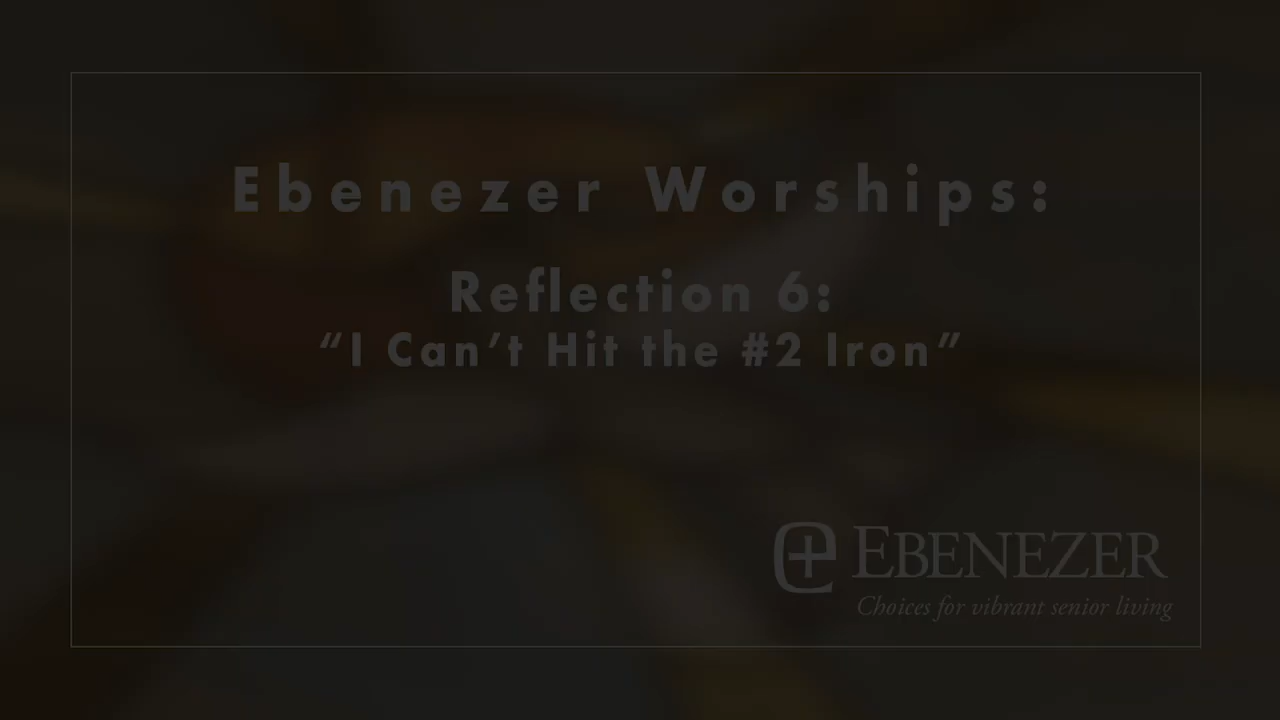 Ebenezer Worships:
Reflection 6:
“I Can’t Hit the #2 Iron”
EBENEZER
Choices for vibrant senior living